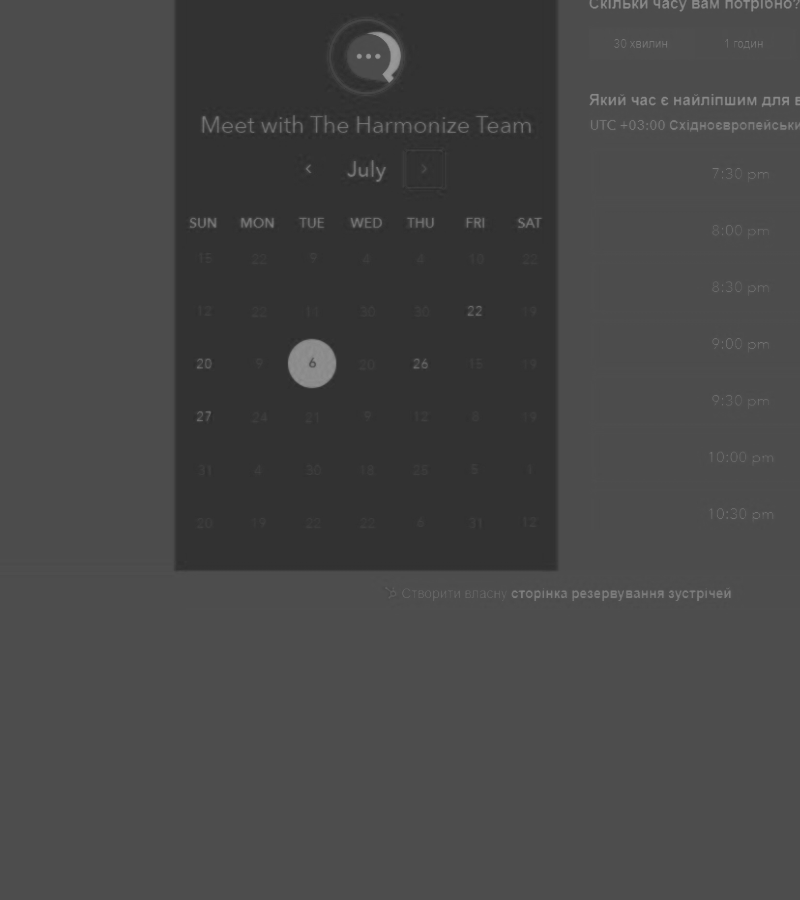 Скільки часу вам потрібно?
30 хвилин 1 годин
Meet with The Harmonize Team
Який час є найліпшим для
UTC +03:00 Східноєвропейськи
July
7:30 pm
SUN MON TUE WED THU FRI SAT
8:00 pm
15 22 9 4 4 10 22
8:30 pm
12 22 11 30 30 22 19
9:00 pm
20 9 6 20 26 15 19
9:30 pm
27 24 21 9 12 8 19
10:00 pm
31 4 30 18 25 5 1
10:30 pm
20 19 22 22 6 31 12
Створити власну сторінка резервування зустрічей